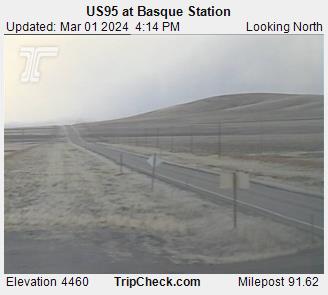 US95 at Basque Station
Updated: Mar 01 2024 4:14 PM Looking North
Elevation 4460 TripCheck.com Milepost 91.62